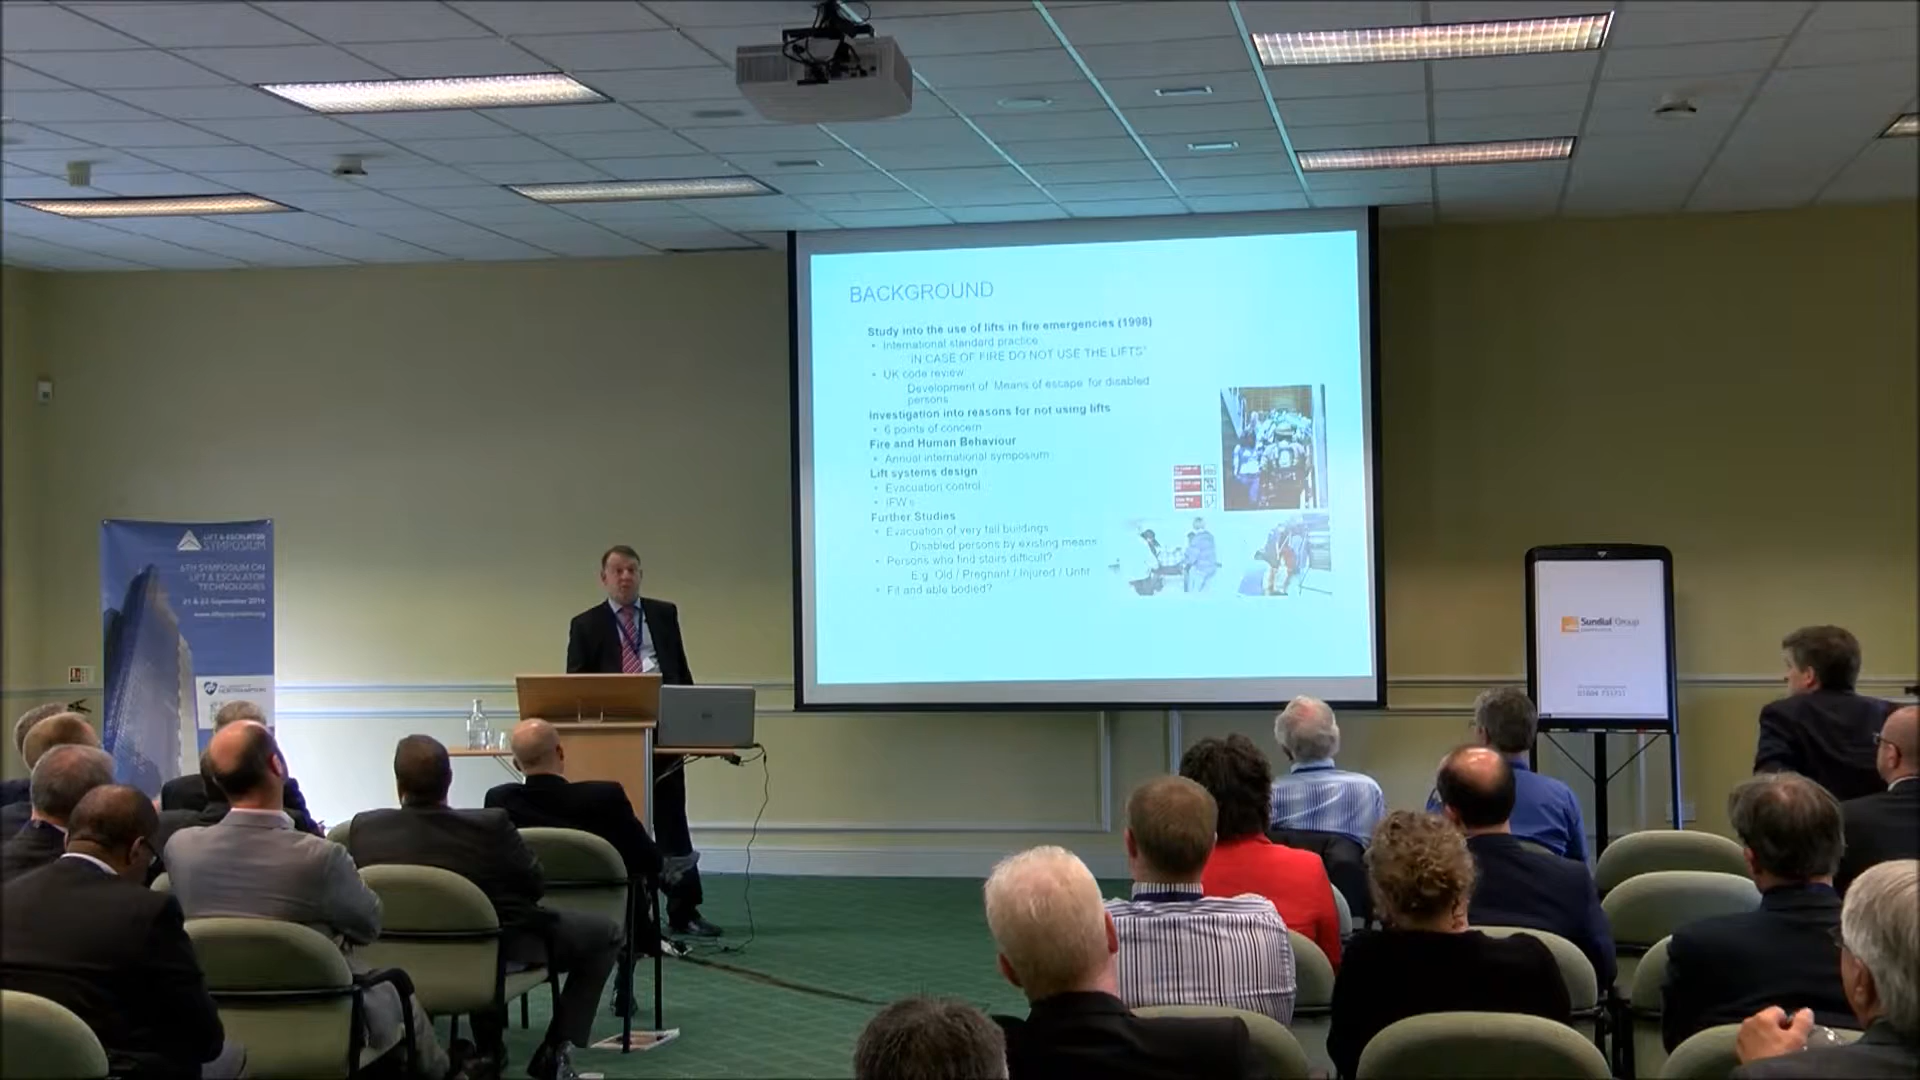 BACKGROUND
Study into the use of lifts in fire emergencies (1998)
• International standard practice
"IN CASE OF FIRE DO NOT USE THE LIFTS"
• UK code review
Development of Means of escape for disabled
persons
Investigation into reasons for not using lifts
• 6 points of concern
Fire and Human Behaviour
• Annual international symposium
Lift systems design
• Evacuation control
• IFW's
Further Studies
• Evacuation of very tall buildings
Disabled persons by existing means
• Persons who find stairs difficult?
E.g. Old / Pregnant / Injured / Unfit
• Fit and able bodied?
LIFT & ESCALATOR
SYMPOSIUM
6TH SYMPOSIUM ON
LIFT & ESCALATOR
TECHNOLOGIES
21 & 22 September 2016
www.liftsymposium.org
NORTHAMPTON
Sundial Group